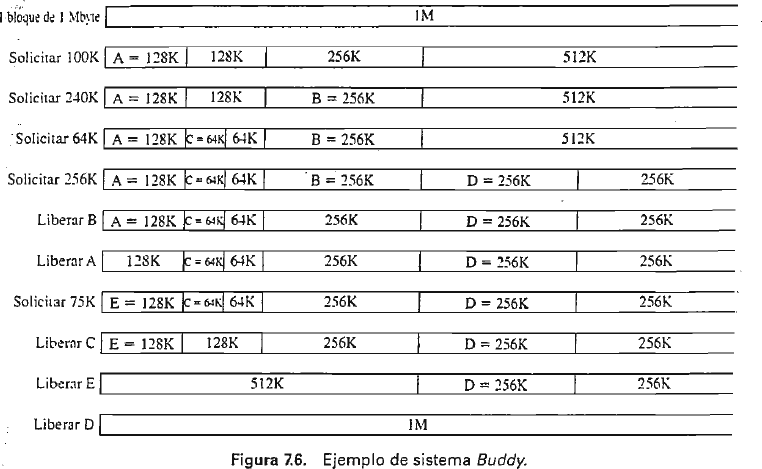 1 bloque de 1 Mbyte 1M
Solicitar 100K A = 128K 128K 256K 512K
Solicitar 240K A = 128K 128K B = 256K 512K
Solicitar 64K A = 128K C = 64K 64K B = 256K 512K
Solicitar 256K A = 128K C = 64K 64K B = 256K D = 256K 256K
Liberar B A = 128K C = 64K 64K 256K D = 256K 256K
Liberar A 128K C = 64K 64K 256K D = 256K 256K
Solicitar 75K E = 128K C = 64K 64K 256K D = 256K 256K
Liberar C E = 128K 128K 256K D = 256K 256K
Liberar E 512K D = 256K 256K
Liberar D 1M
Figura 7.6. Ejemplo de sistema Buddy.